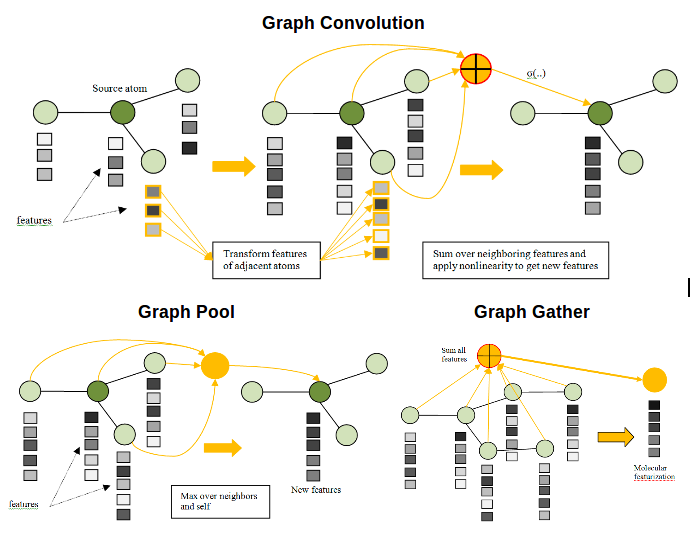 Graph Convolution
Source atom
g(..)
features
Transform features
of adjacent atoms
Sum over neighboring features and
apply nonlinearity to get new features
Graph Pool
Graph Gather
Sum all
features
features
Max over neighbors
and self
New features
Molecular
featurization